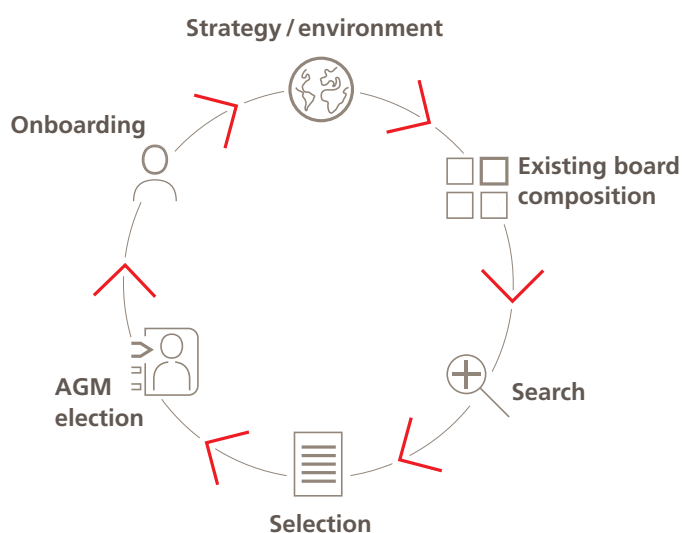 Strategy / environment
Onboarding
Existing board
composition
Search
AGM
election
Selection